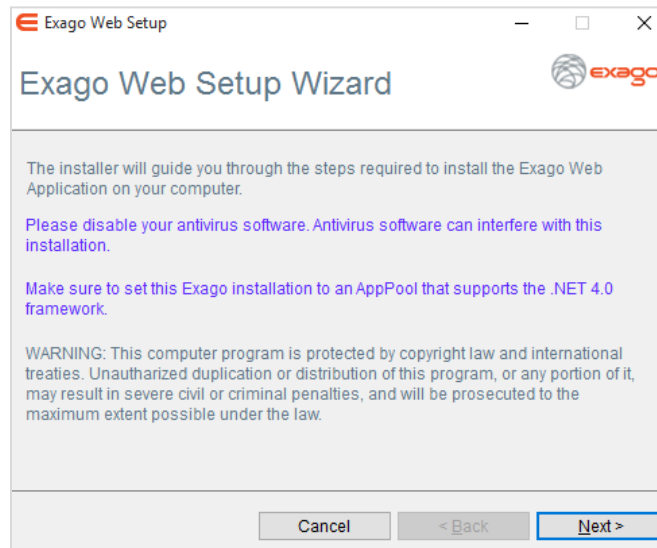 Exago Web Setup
Exago Web Setup Wizard
exago
The installer will guide you through the steps required to install the Exago Web
Application on your computer.
Please disable your antivirus software. Antivirus software can interfere with this
installation.
Make sure to set this Exago installation to an AppPool that supports the .NET 4.0
framework.
WARNING: This computer program is protected by copyright law and international
treaties. Unautharized duplication or distribution of this program, or any portion of it,
may result in severe civil or criminal penalties, and will be prosecuted to the
maximum extent possible under the law.
Cancel < Back Next >